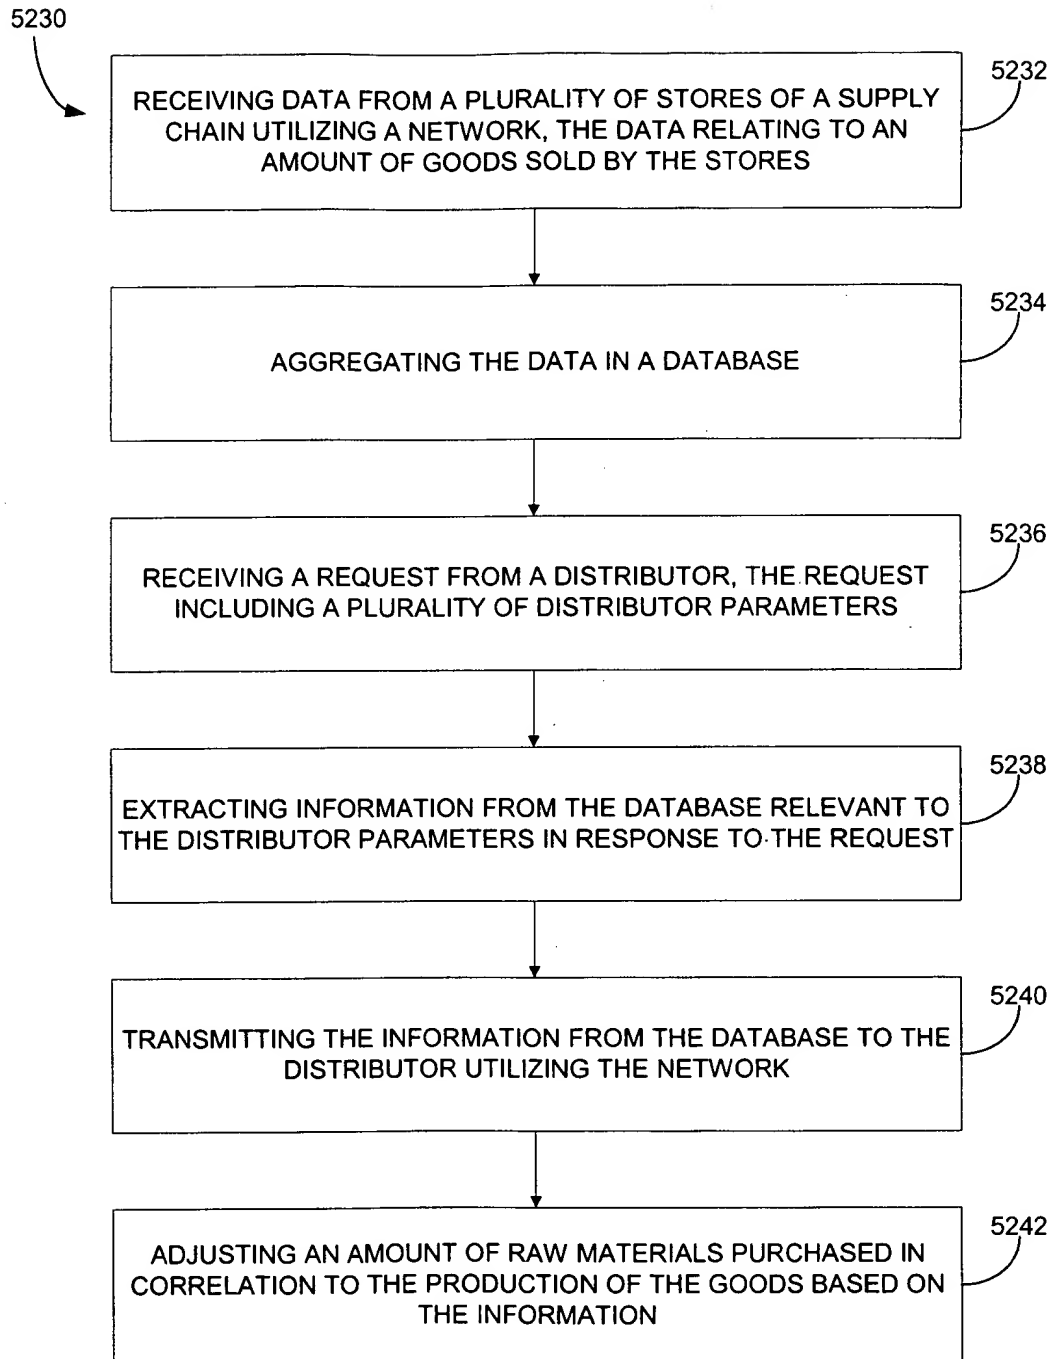 5230
5232
RECEIVING DATA FROM A PLURALITY OF STORES OF A SUPPLY
CHAIN UTILIZING A NETWORK, THE DATA RELATING TO AN
AMOUNT OF GOODS SOLD BY THE STORES
5234
AGGREGATING THE DATA IN A DATABASE
5236
RECEIVING A REQUEST FROM A DISTRIBUTOR, THE REQUEST
INCLUDING A PLURALITY OF DISTRIBUTOR PARAMETERS
5238
EXTRACTING INFORMATION FROM THE DATABASE RELEVANT TO
THE DISTRIBUTOR PARAMETERS IN RESPONSE TO THE REQUEST
5240
TRANSMITTING THE INFORMATION FROM THE DATABASE TO THE
DISTRIBUTOR UTILIZING THE NETWORK
5242
ADJUSTING AN AMOUNT OF RAW MATERIALS PURCHASED IN
CORRELATION TO THE PRODUCTION OF THE GOODS BASED ON
THE INFORMATION